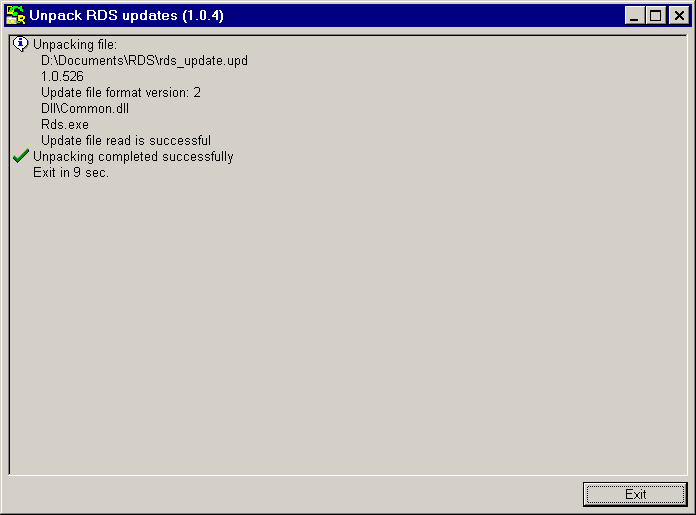 Unpack RDS updates (1.0.4)
Unpacking file:
D:\Documents\RDS\rds_update.upd
1.0.526
Update file format version: 2
Dll\Common.dll
Rds.exe
Update file read is successful
Unpacking completed successfully
Exit in 9 sec.
Exit